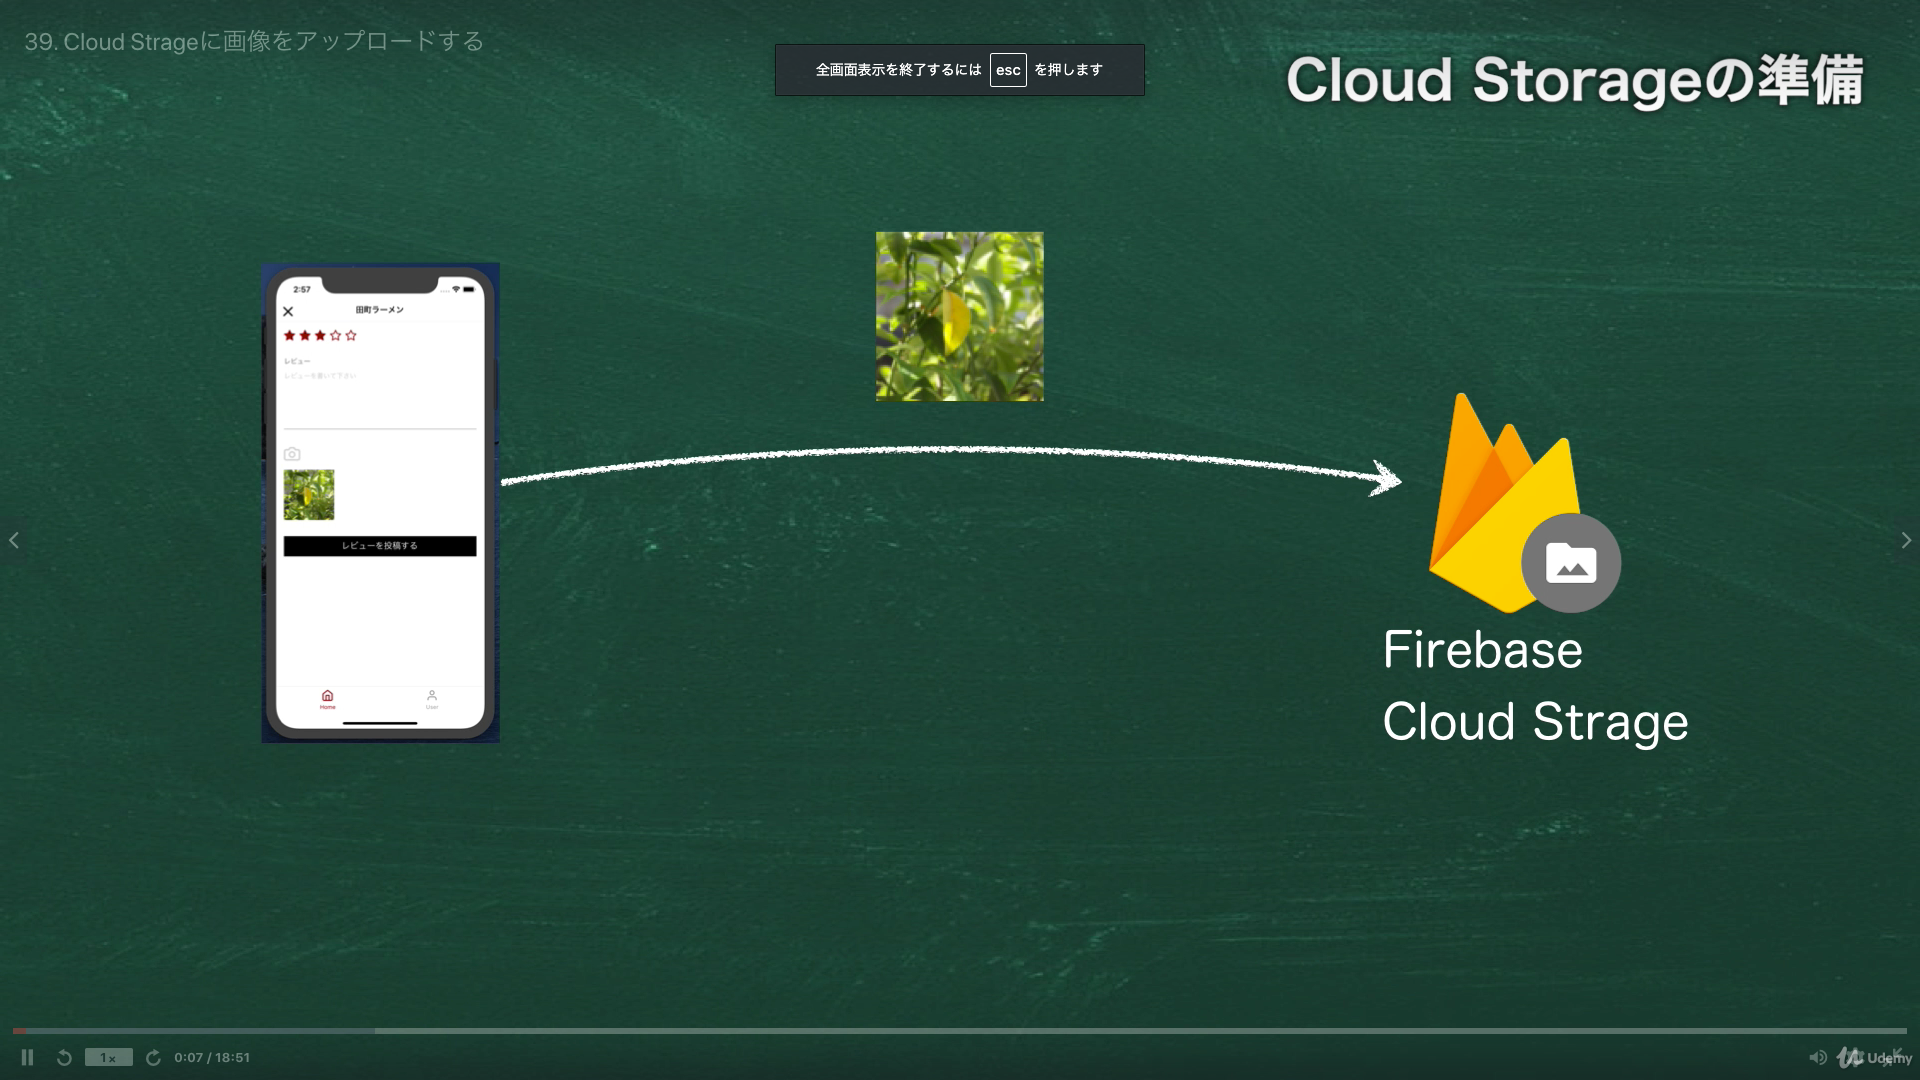 39. Cloud Strageに画像をアップロードする
全画面表示を終了するには esc を押します
Cloud Storageの準備
2:57
田町ラーメン
レビュー
レビューを書いて下さい
レビューを投稿する
Home
User
Firebase
Cloud Strage
1x
0:07 / 18:51
Udemy